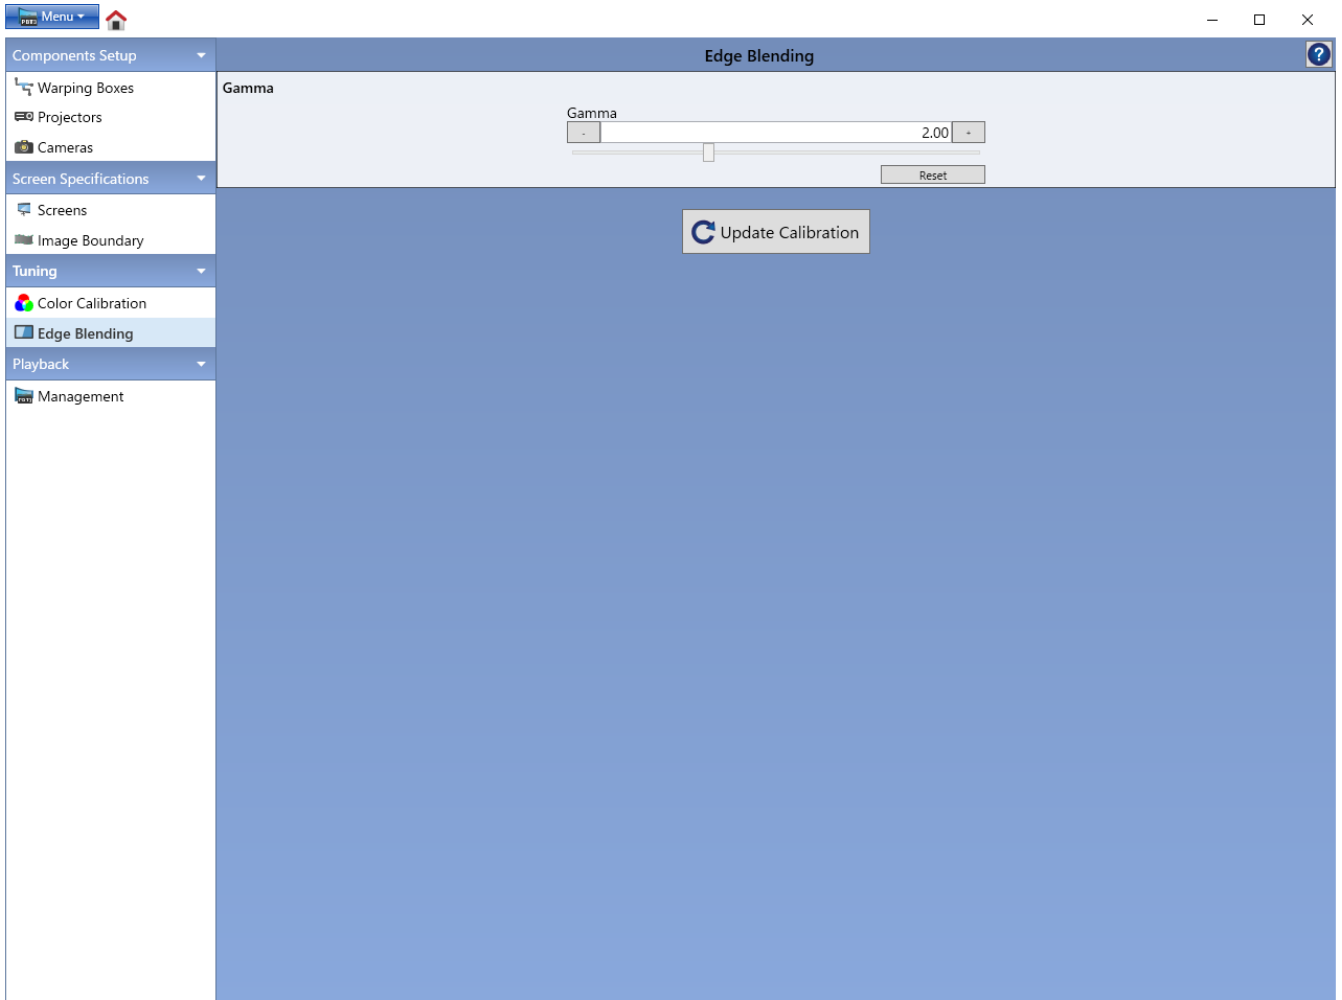 Menu
Components Setup
Warping Boxes
Projectors
Cameras
Screen Specifications
Screens
Image Boundary
Tuning
Color Calibration
Edge Blending
Playback
Management
Edge Blending
?
Gamma
Gamma
- 2.00 +
Reset
Update Calibration